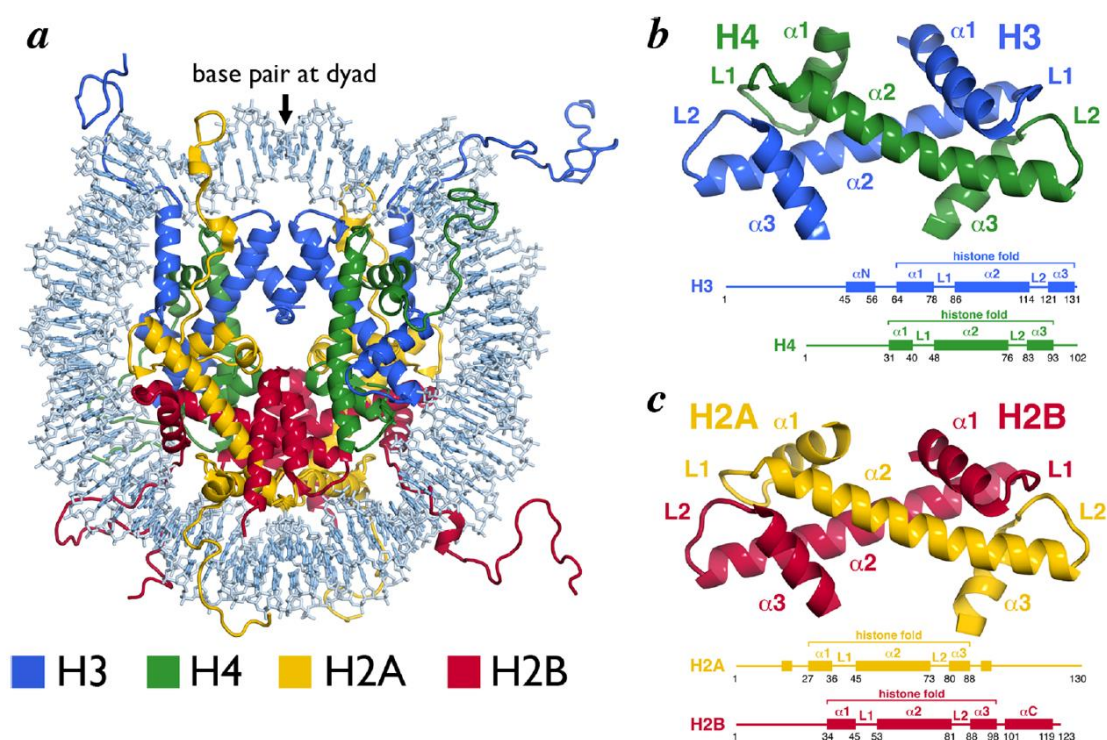 a
base pair at dyad
H3 H4 H2A H2B
b
H4 α1 H3
L1 α2 L1
L2 L2
α2
α3 α3
histone fold
αN α1 L1 α2 L2 α3
H3
1 45 56 64 78 86 114 121 131
histone fold
α1 L1 α2 L2 α3
H4
1 31 40 48 76 83 93 102
c
H2A α1 α1 H2B
L1 α2 L1
L2 L2
α2
α3 α3
histone fold
α1 L1 α2 L2 α3
H2A
1 27 36 45 73 80 88 130
histone fold
α1 L1 α2 L2 α3 αC
H2B
1 34 45 53 81 88 98 101 119 123